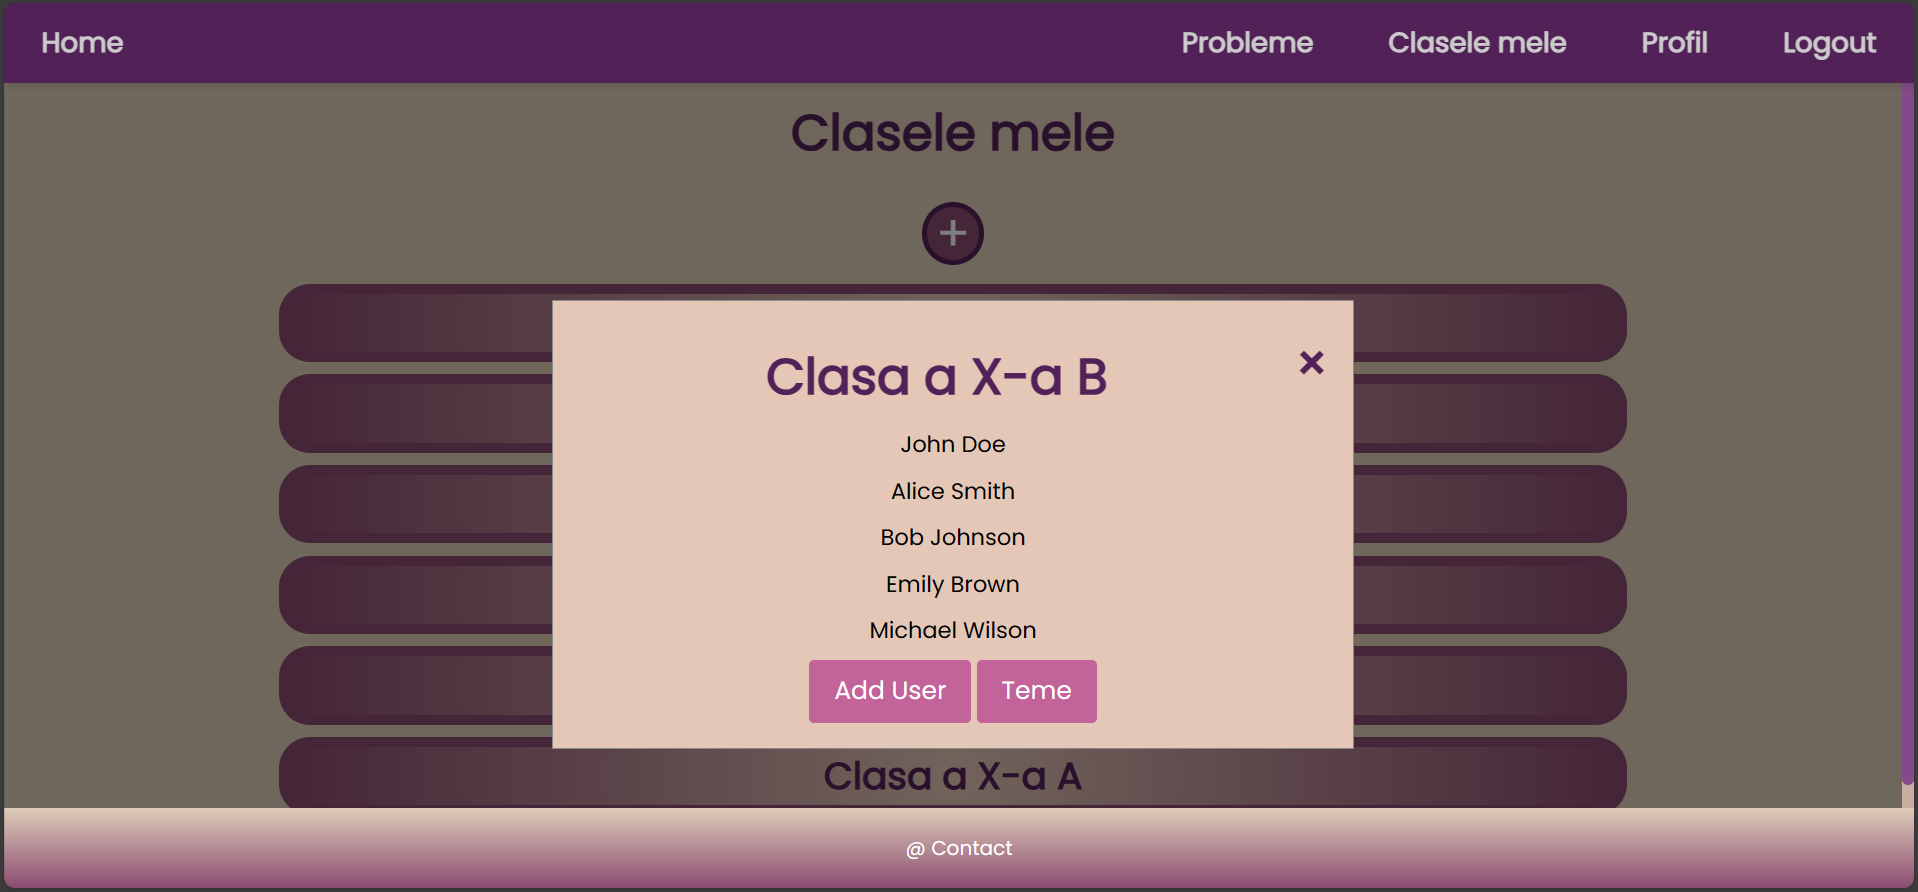 Home Probleme Clasele mele Profil Logout
Clasele mele
+
Clasa a X-a B
×
John Doe
Alice Smith
Bob Johnson
Emily Brown
Michael Wilson
Add User Teme
Clasa a X-a A
@ Contact